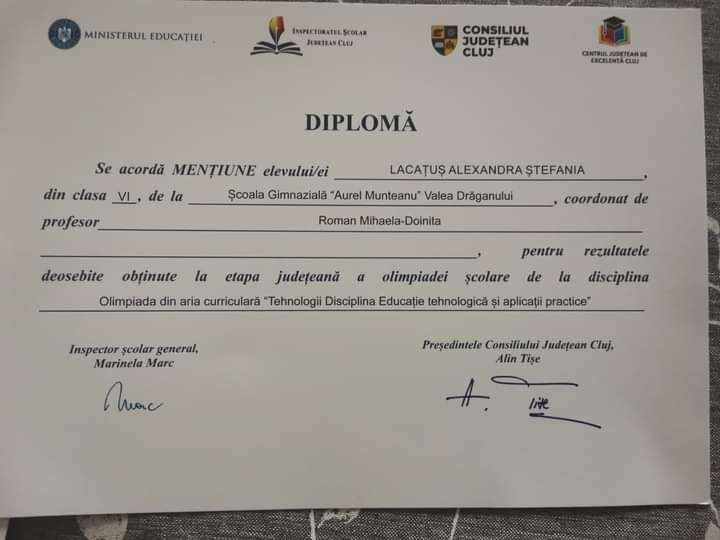 MINISTERUL EDUCAȚIEI
INSPECTORATUL ȘCOLAR
JUDEȚEAN CLUJ
CONSILIUL
JUDEȚEAN
CLUJ
CENTRUL JUDEȚEAN DE
EXCELENȚĂ CLUJ
DIPLOMĂ
Se acordă MENȚIUNE elevului/ei LACATUȘ ALEXANDRA ȘTEFANIA,
din clasa VI, de la Școala Gimnazială “Aurel Munteanu” Valea Drăganului, coordonat de
profesor Roman Mihaela-Doinita
, pentru rezultatele
deosebite obținute la etapa județeană a olimpiadei școlare de la disciplina
Olimpiada din aria curriculară “Tehnologii Disciplina Educație tehnologică și aplicații practice”
Inspector școlar general,
Marinela Marc
Președintele Consiliului Județean Cluj,
Alin Tișe
Marc
A. Tișe